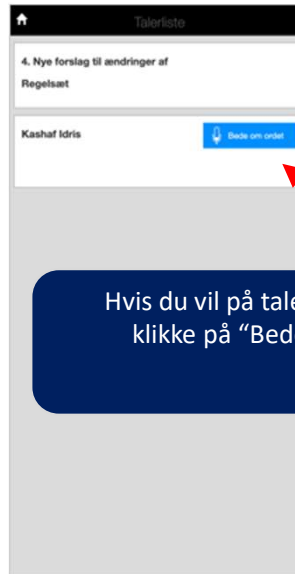 Talerliste
4. Nye forslag til ændringer af
Regelsæt
Kashaf Idris
Bede om ordet
Hvis du vil på tale
klikke på “Bed